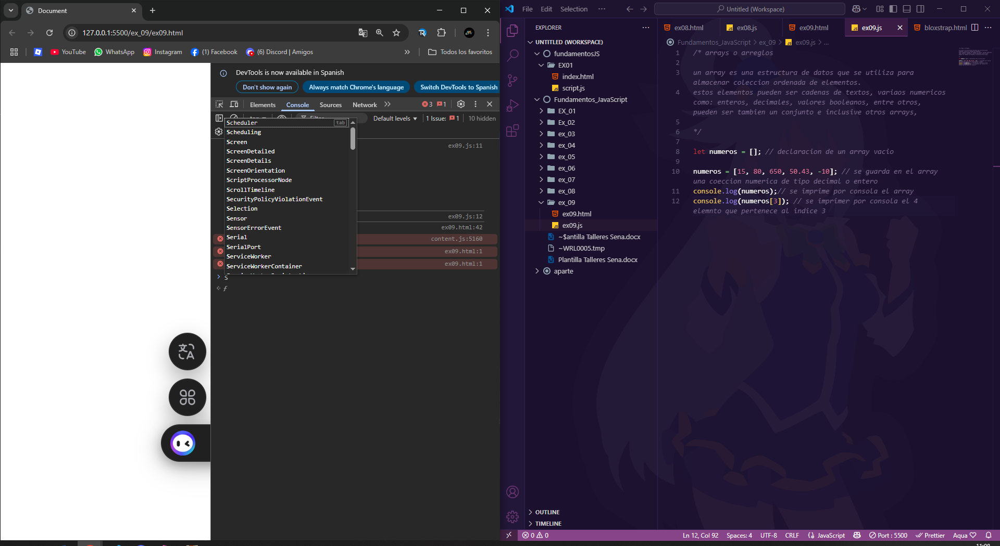 Document
127.0.0.1:5500/ex_09/ex09.html
YouTube
WhatsApp
Instagram
(1) Facebook
(6) Discord | Amigos
Todos los favoritos
DevTools is now available in Spanish
Don't show again
Always match Chrome's language
Switch DevTools to Spanish
Elements
Console
Sources
Network
3
1
Default levels
1 Issue:
1
10 hidden
Scheduler
tab
Scheduling
Screen
ScreenDetailed
ScreenDetails
ScreenOrientation
ScriptProcessorNode
ScrollTimeline
SecurityPolicyViolationEvent
Selection
Sensor
SensorErrorEvent
Serial
SerialPort
ServiceWorker
ServiceWorkerContainer
ex09.js:11
ex09.js:12
ex09.html:42
content.js:5160
ex09.html:1
ex09.html:1
S
f
File
Edit
Selection
Untitled (Workspace)
EXPLORER
UNTITLED (WORKSPACE)
fundamentosJS
EX01
index.html
script.js
Fundamentos_JavaScript
EX_01
Ex_02
ex_03
ex_04
ex_05
ex_06
ex_07
ex_08
ex_09
ex09.html
ex09.js
~$antilla Talleres Sena.docx
~WRL0005.tmp
Plantilla Talleres Sena.docx
aparte
OUTLINE
TIMELINE
ex08.html
ex08.js
ex09.html
ex09.js
bloxstrap.html
Fundamentos_JavaScript > ex_09 > ex09.js > ...
1 /* arrays o arreglos
2
3 un array es una estructura de datos que se utiliza para
almacenar coleccion ordenada de elementos.
4 estos elementos pueden ser cadenas de textos, variaos numericos
como: enteros, decimales, valores booleanos, entre otros,
pueden ser tambien un conjunto e inclusive otros arrays,
5
6 */
7
8 let numeros = []; // declaracion de un array vacio
9
10 numeros = [15, 80, 650, 50.43, -10]; // se guarda en el array
una coeccion numerica de tipo decimal o entero
11 console.log(numeros);// se imprime por consola el array
12 console.log(numeros[3]); // se imprimer por consola el 4
elemnto que pertenece al indice 3
0
0
Ln 12, Col 92
Spaces: 4
UTF-8
CRLF
JavaScript
Port : 5500
Prettier
Aqua